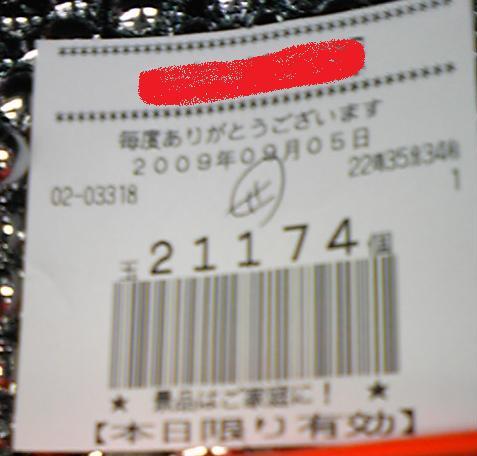 毎度ありがとうございます
2009年09月05日
22時35分34秒
02-03318
1
玉 21174 個
★ 景品はご家庭に! ★
【本日限り有効】